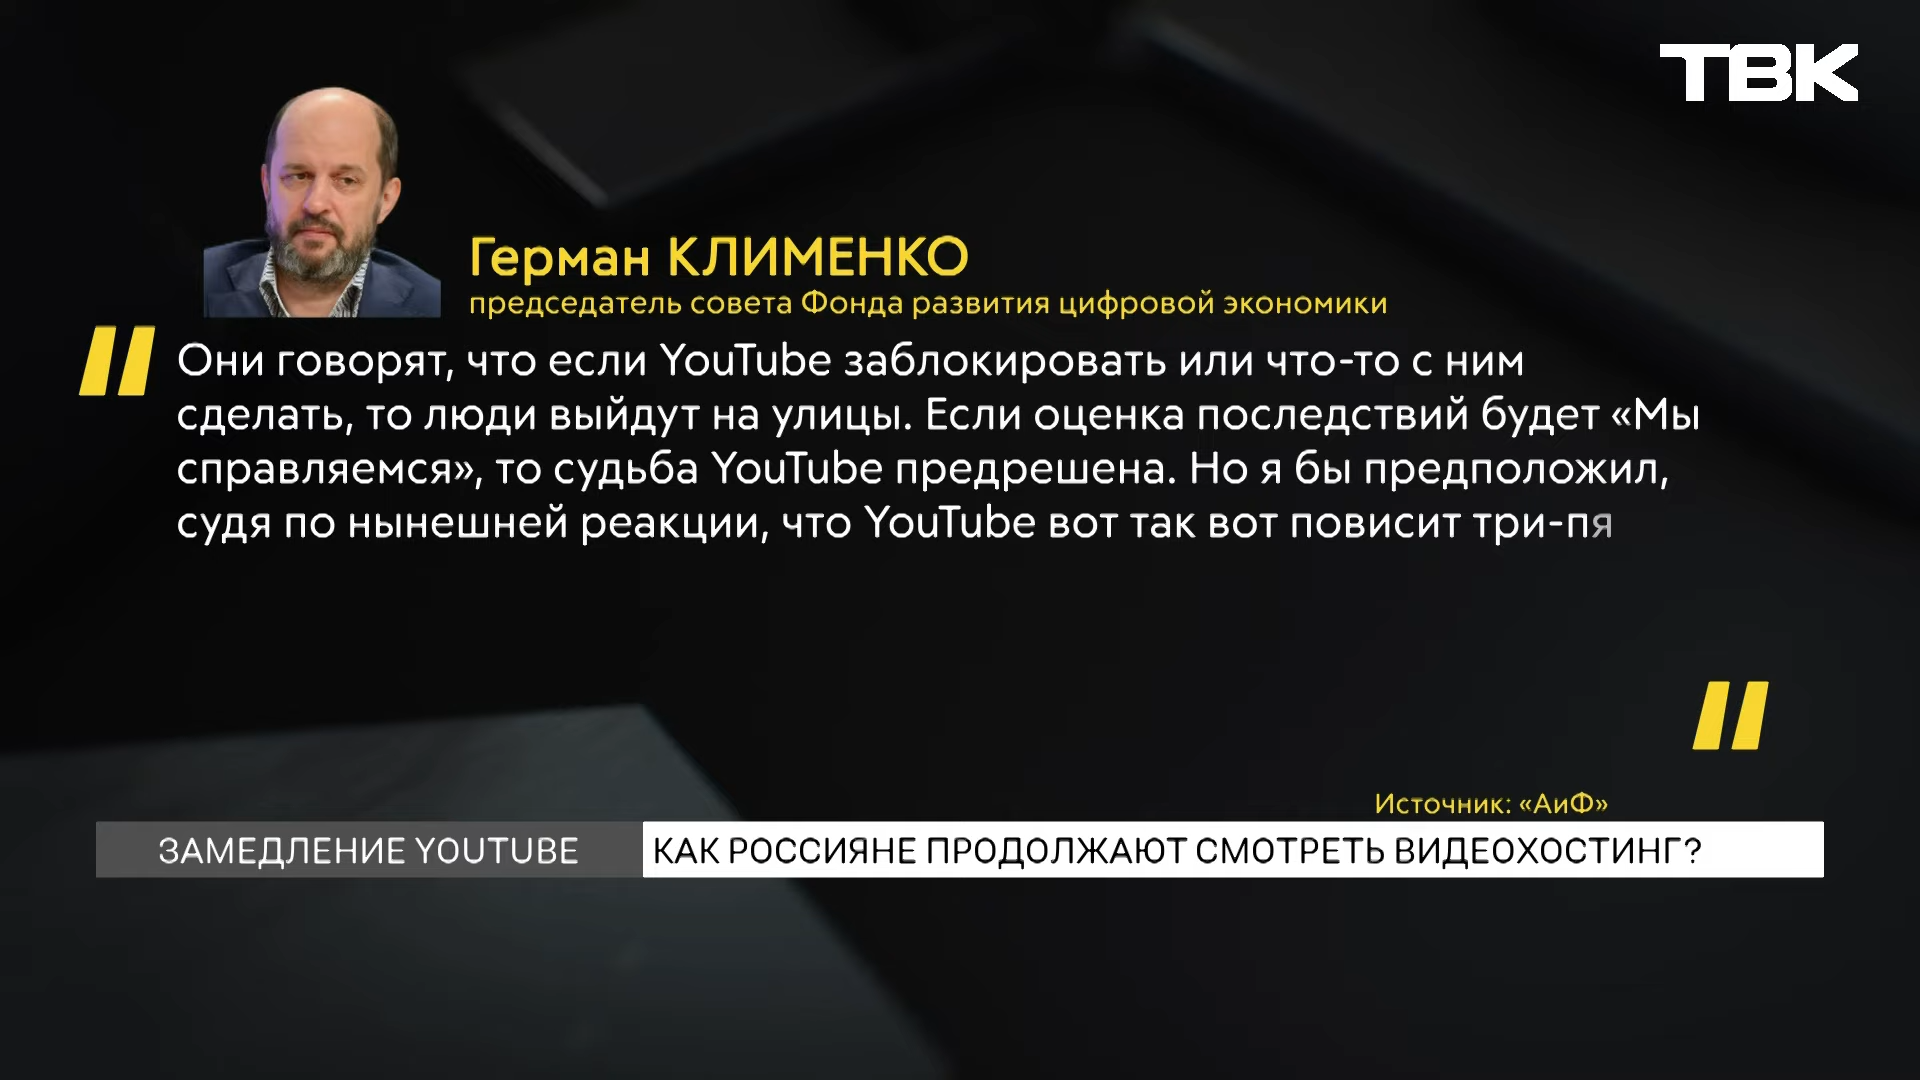 ТВК
Герман КЛИМЕНКО
председатель совета Фонда развития цифровой экономики
Они говорят, что если YouTube заблокировать или что-то с ним
сделать, то люди выйдут на улицы. Если оценка последствий будет «Мы
справляемся», то судьба YouTube предрешена. Но я бы предположил,
судя по нынешней реакции, что YouTube вот так вот повисит три-пя
Источник: «АиФ»
ЗАМЕДЛЕНИЕ YOUTUBE
КАК РОССИЯНЕ ПРОДОЛЖАЮТ СМОТРЕТЬ ВИДЕОХОСТИНГ?